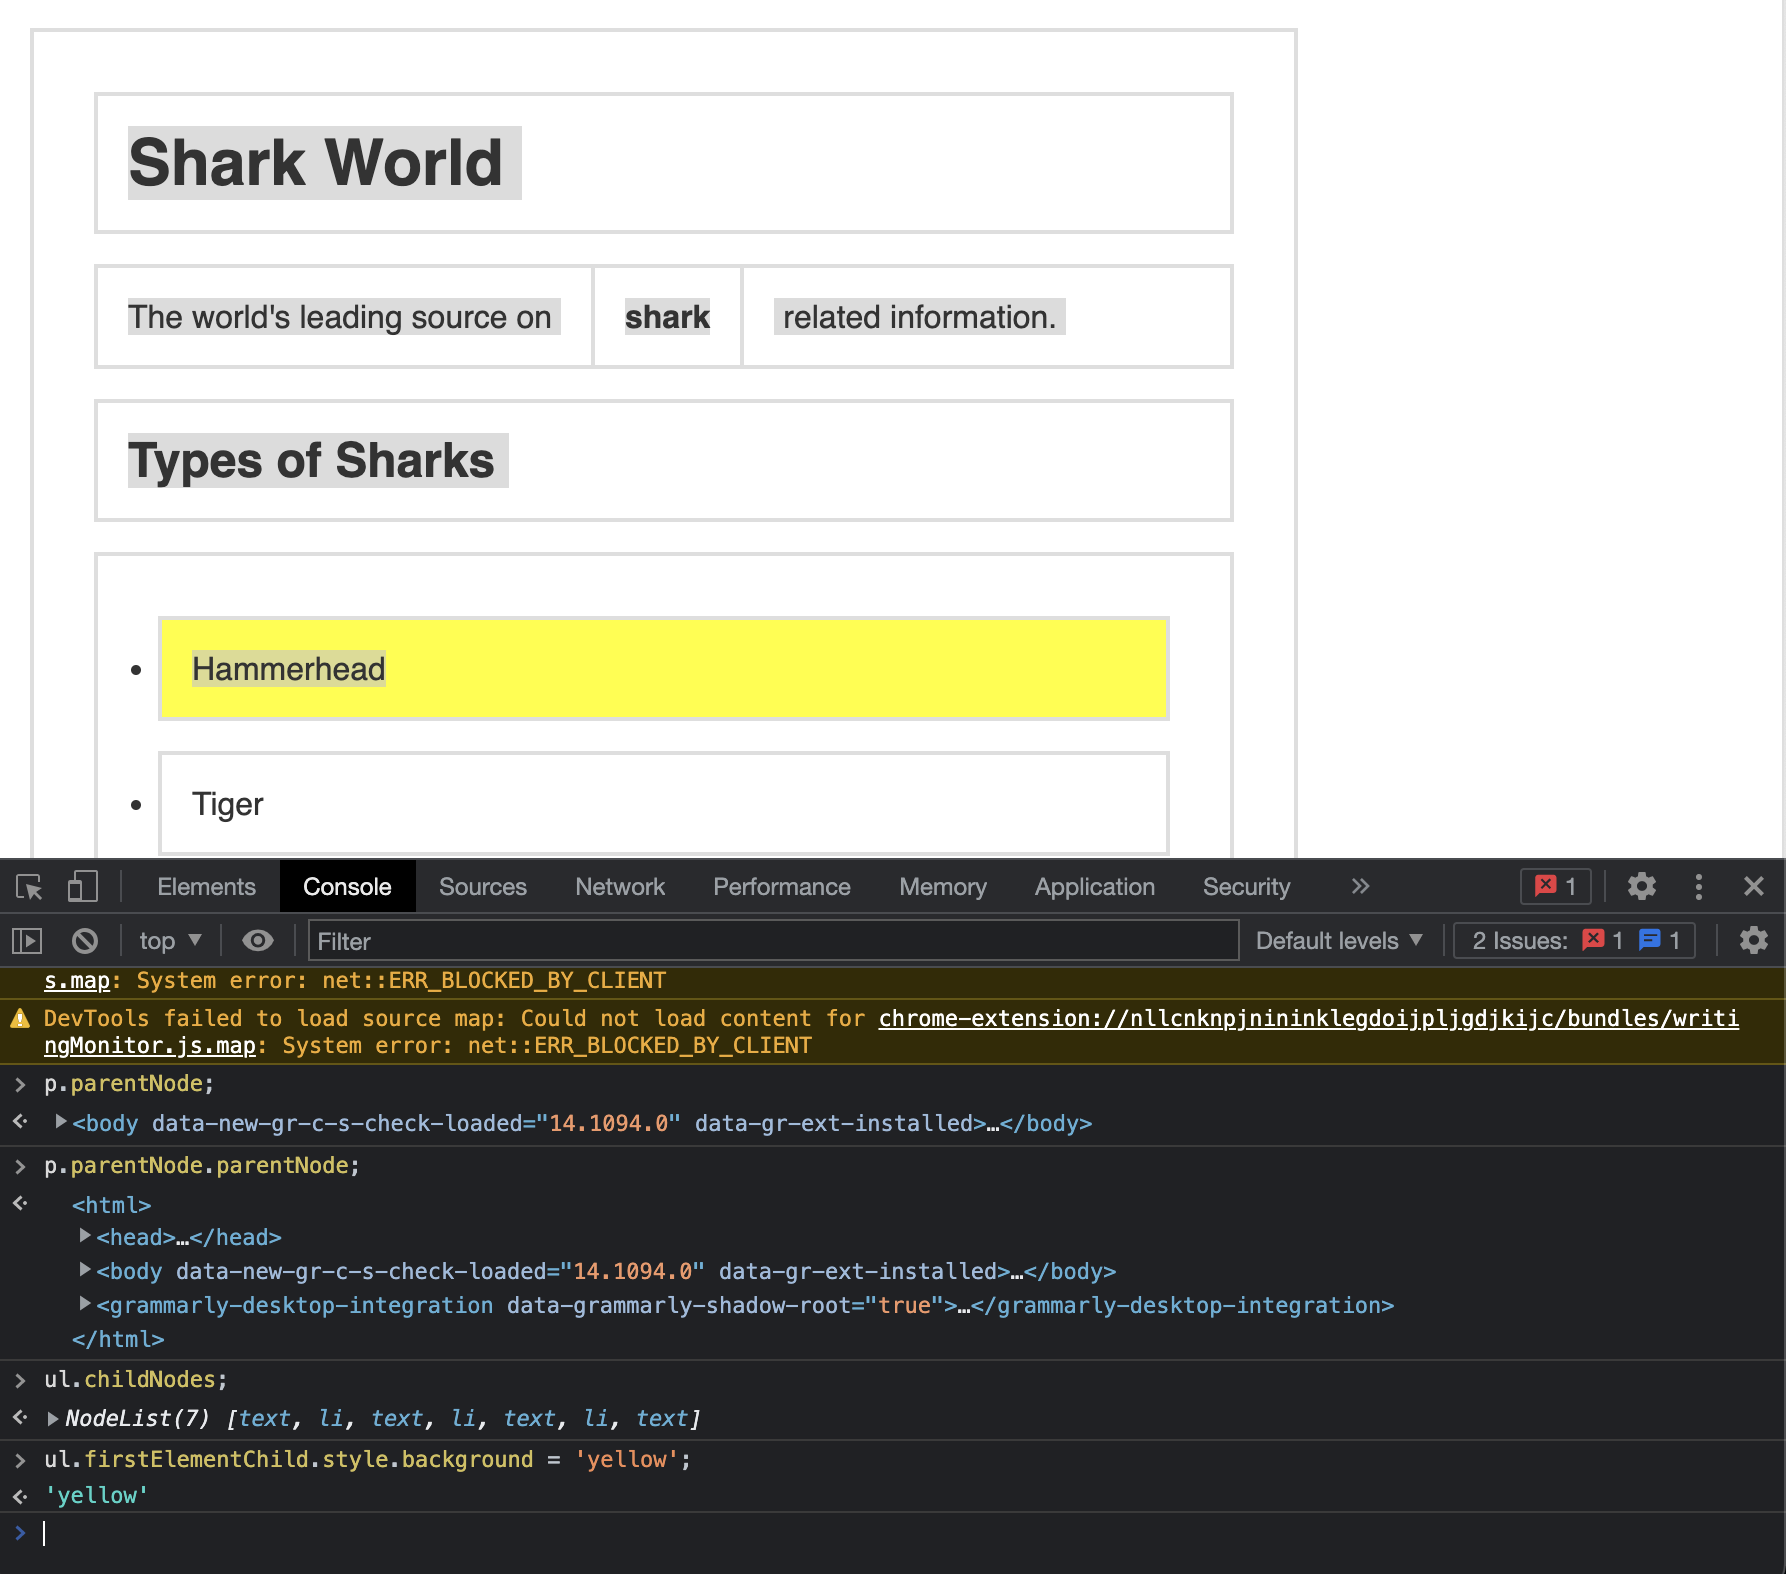 Shark World
The world's leading source on shark related information.
Types of Sharks
• Hammerhead
• Tiger
Elements Console Sources Network Performance Memory Application Security » 1
top ▼ Filter Default levels ▼ 2 Issues: 1 1
s.map: System error: net::ERR_BLOCKED_BY_CLIENT
DevTools failed to load source map: Could not load content for chrome-extension://nllcnknpjnininklegdoijpljgdjkijc/bundles/writi
ngMonitor.js.map: System error: net::ERR_BLOCKED_BY_CLIENT
> p.parentNode;
<body data-new-gr-c-s-check-loaded="14.1094.0" data-gr-ext-installed>…</body>
> p.parentNode.parentNode;
<html>
<head>…</head>
<body data-new-gr-c-s-check-loaded="14.1094.0" data-gr-ext-installed>…</body>
<grammarly-desktop-integration data-grammarly-shadow-root="true">…</grammarly-desktop-integration>
</html>
> ul.childNodes;
NodeList(7) [text, li, text, li, text, li, text]
> ul.firstElementChild.style.background = 'yellow';
'yellow'
>